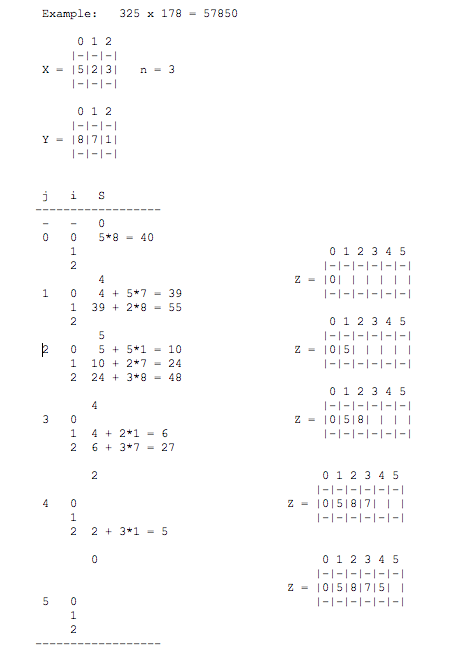 Example: 325 x 178 = 57850
0 1 2
|-|-|-|
X = |5|2|3| n = 3
|-|-|-|
0 1 2
|-|-|-|
Y = |8|7|1|
|-|-|-|
j i S
------------------
- - 0
0 0 5*8 = 40
1 0 1 2 3 4 5
2 |-|-|-|-|-|-|
4 Z = |0| | | | | |
1 0 4 + 5*7 = 39 |-|-|-|-|-|-|
1 39 + 2*8 = 55
2 0 1 2 3 4 5
5 |-|-|-|-|-|-|
2 0 5 + 5*1 = 10 Z = |0|5| | | | |
1 10 + 2*7 = 24 |-|-|-|-|-|-|
2 24 + 3*8 = 48
0 1 2 3 4 5
4 |-|-|-|-|-|-|
3 0 Z = |0|5|8| | | |
1 4 + 2*1 = 6 |-|-|-|-|-|-|
2 6 + 3*7 = 27
2 0 1 2 3 4 5
|-|-|-|-|-|-|
4 0 Z = |0|5|8|7| | |
1 |-|-|-|-|-|-|
2 2 + 3*1 = 5
0 0 1 2 3 4 5
|-|-|-|-|-|-|
Z = |0|5|8|7|5| |
5 0 |-|-|-|-|-|-|
1
2
------------------